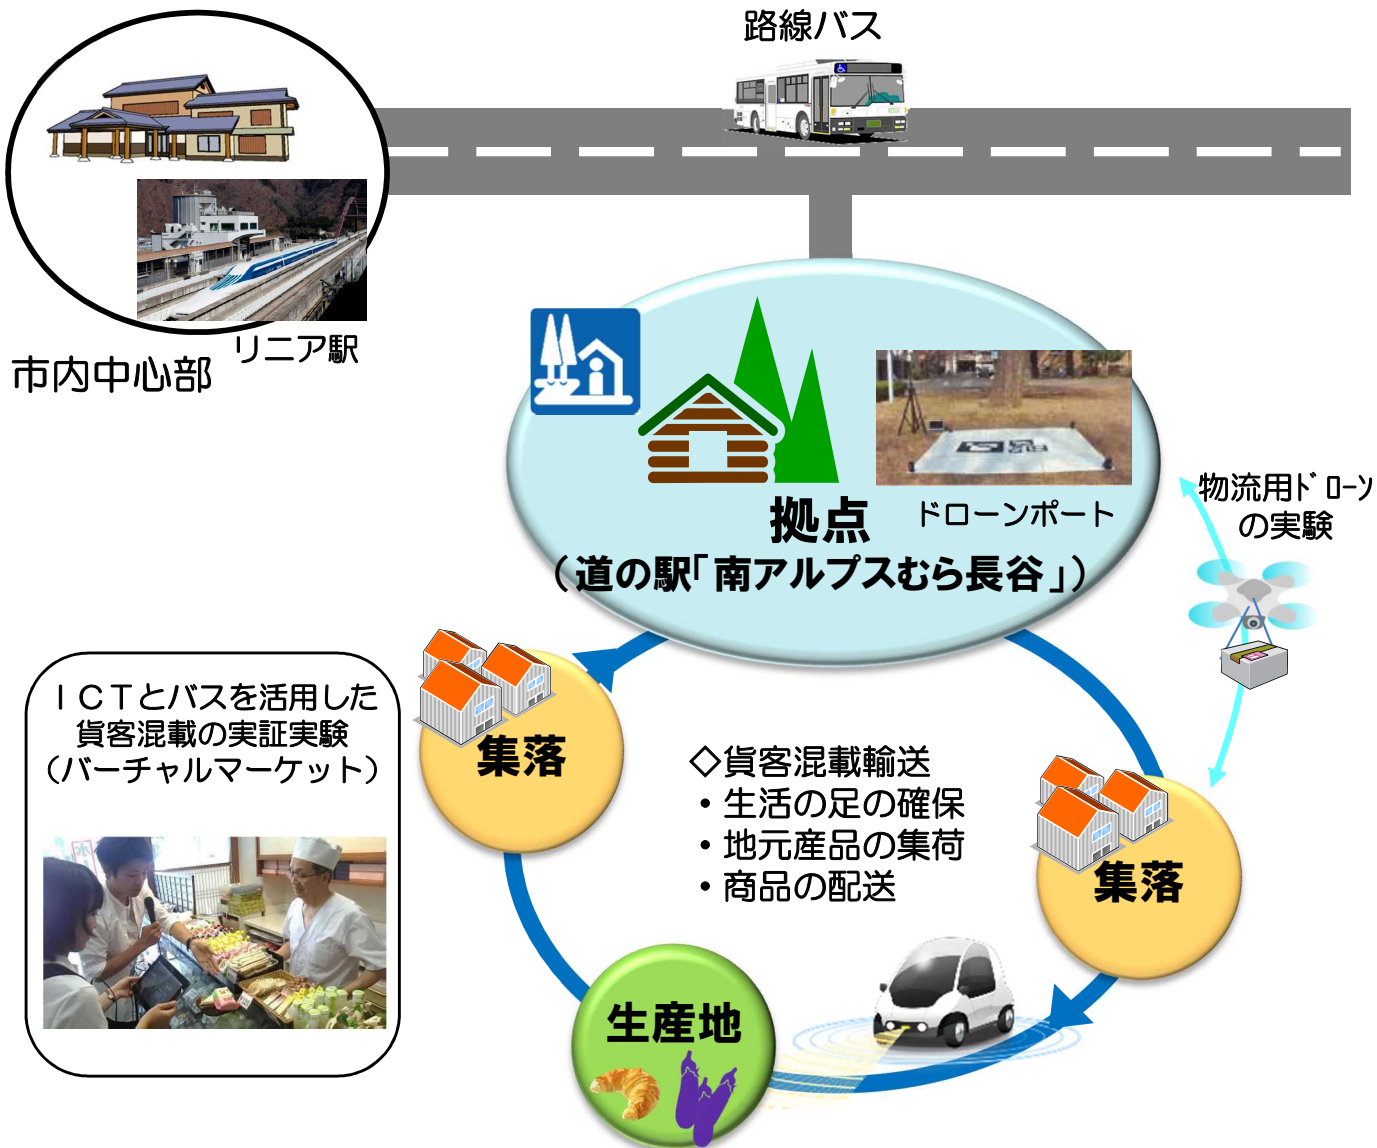 路線バス
リニア駅
市内中心部
ドローンポート
拠点
(道の駅「南アルプスむら長谷」)
物流用ドローン
の実験
ICTとバスを活用した
貨客混載の実証実験
(バーチャルマーケット)
集落
◇貨客混載輸送
・生活の足の確保
・地元産品の集荷
・商品の配送
集落
生産地